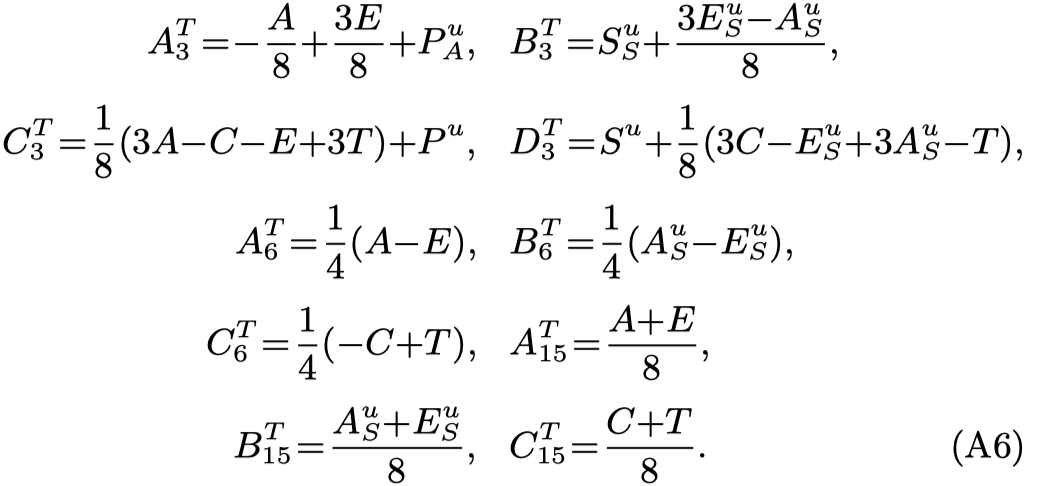 $A_3^T = -\frac{A}{8} + \frac{3E}{8} + P_A^u, \quad B_3^T = S_S^u + \frac{3E_S^u - A_S^u}{8},$
$C_3^T = \frac{1}{8}(3A - C - E + 3T) + P^u, \quad D_3^T = S^u + \frac{1}{8}(3C - E_S^u + 3A_S^u - T),$
$A_6^T = \frac{1}{4}(A - E), \quad B_6^T = \frac{1}{4}(A_S^u - E_S^u),$
$C_6^T = \frac{1}{4}(-C + T), \quad A_{15}^T = \frac{A + E}{8},$
$B_{15}^T = \frac{A_S^u + E_S^u}{8}, \quad C_{15}^T = \frac{C + T}{8}. \quad (A6)$